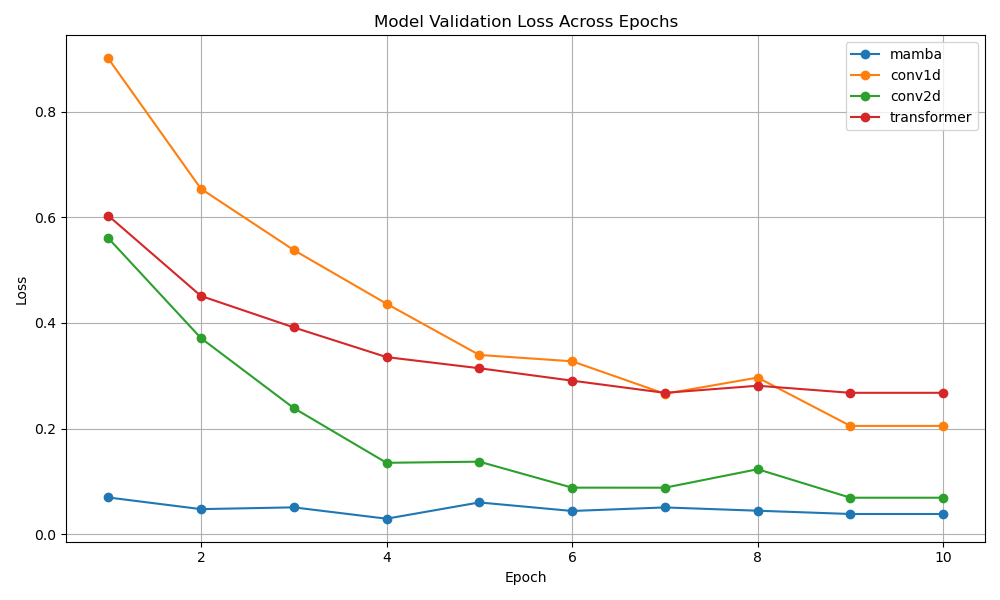 Model Validation Loss Across Epochs
mamba
conv1d
conv2d
transformer
Loss
0.8
0.6
0.4
0.2
0.0
2 4 6 8 10
Epoch